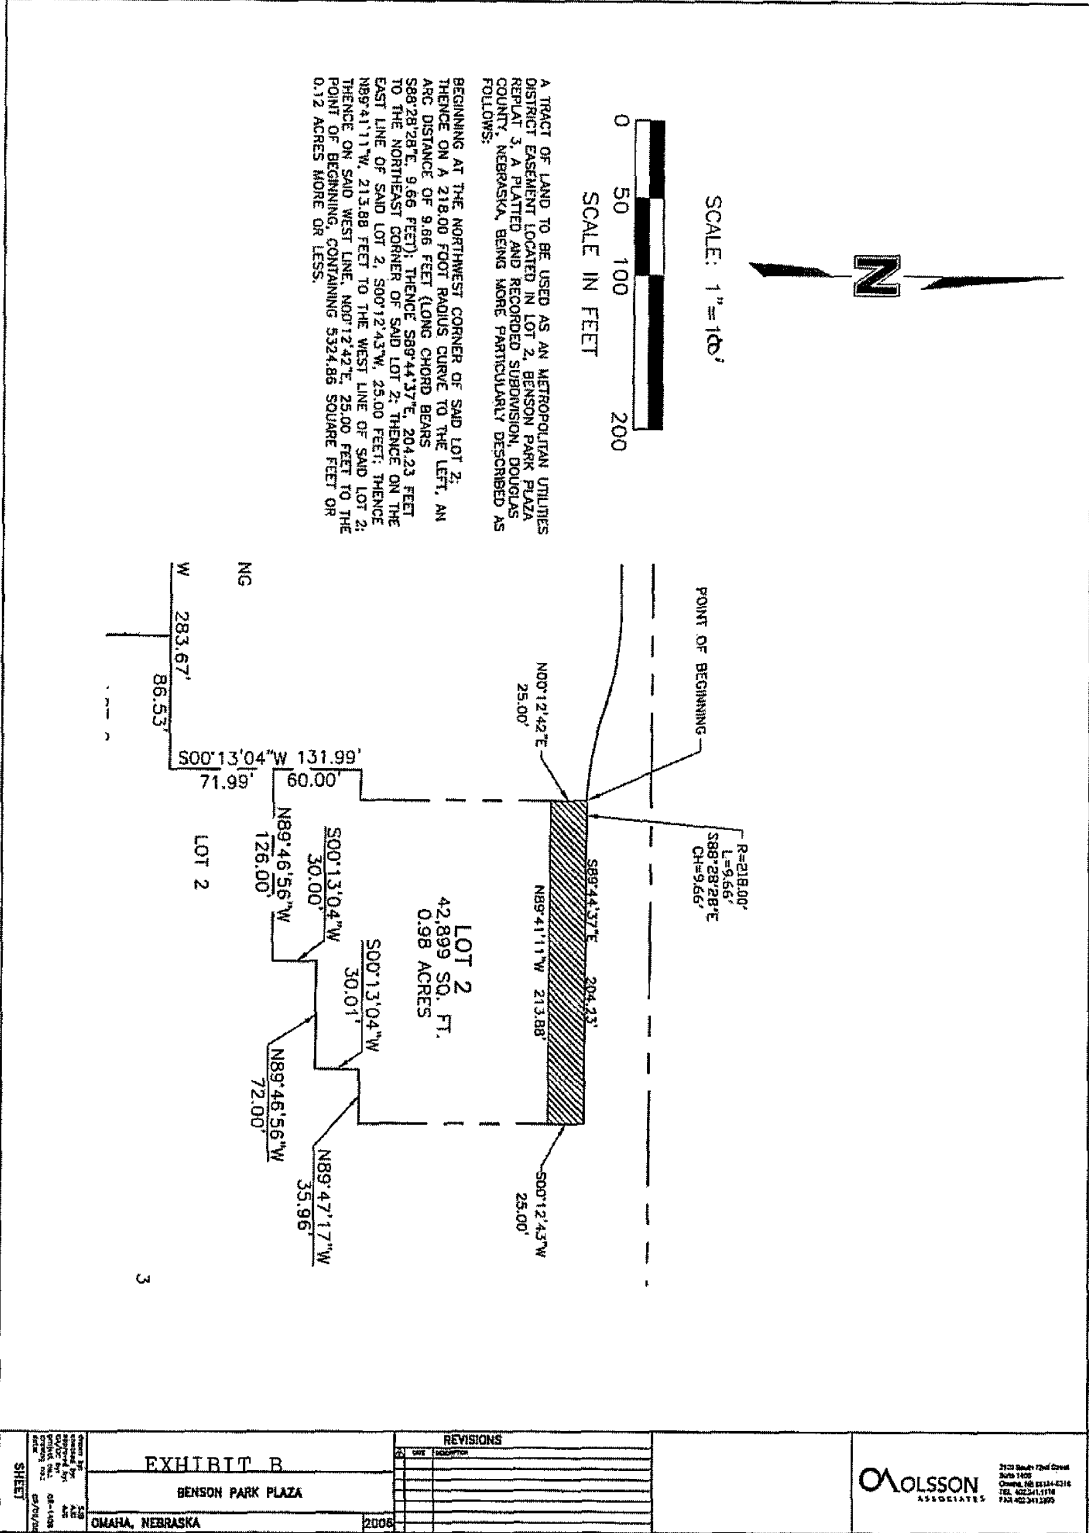 SCALE: 1"=100'
0 50 100 200
SCALE IN FEET
A TRACT OF LAND TO BE USED AS AN METROPOLITAN UTILITIES
DISTRICT EASEMENT LOCATED IN LOT 2, BENSON PARK PLAZA
REPLAT 3, A PLATTED AND RECORDED SUBDIVISION, DOUGLAS
COUNTY, NEBRASKA, BEING MORE PARTICULARLY DESCRIBED AS
FOLLOWS:
BEGINNING AT THE NORTHWEST CORNER OF SAID LOT 2;
THENCE ON A 218.00 FOOT RADIUS CURVE TO THE LEFT, AN
ARC DISTANCE OF 9.66 FEET (LONG CHORD BEARS
S88°28'28"E, 9.66 FEET); THENCE S89°44'37"E, 204.23 FEET
TO THE NORTHEAST CORNER OF SAID LOT 2; THENCE ON THE
EAST LINE OF SAID LOT 2, S00°12'43"W, 25.00 FEET; THENCE
N89°41'11"W, 213.88 FEET TO THE WEST LINE OF SAID LOT 2;
THENCE ON SAID WEST LINE, N00°12'42"E, 25.00 FEET TO THE
POINT OF BEGINNING, CONTAINING 5324.86 SQUARE FEET OR
0.12 ACRES MORE OR LESS.
N
POINT OF BEGINNING
R=218.00'
L=9.66'
S88°28'28"E
CH=9.66'
N00°12'42"E
25.00'
S89°44'37"E 204.23'
N89°41'11"W 213.88'
S00°12'43"W
25.00'
LOT 2
42,899 SQ. FT.
0.98 ACRES
S00°13'04"W 131.99'
71.99' 60.00'
NG
W 283.67'
86.53'
N89°46'56"W
126.00'
S00°13'04"W
30.00'
S00°13'04"W
30.01'
N89°46'56"W
72.00'
N89°47'17"W
35.96'
LOT 2
3
OLSSON
ASSOCIATES
REVISIONS
DATE DESCRIPTION
EXHIBIT B
BENSON PARK PLAZA
OMAHA, NEBRASKA
2006
SHEET